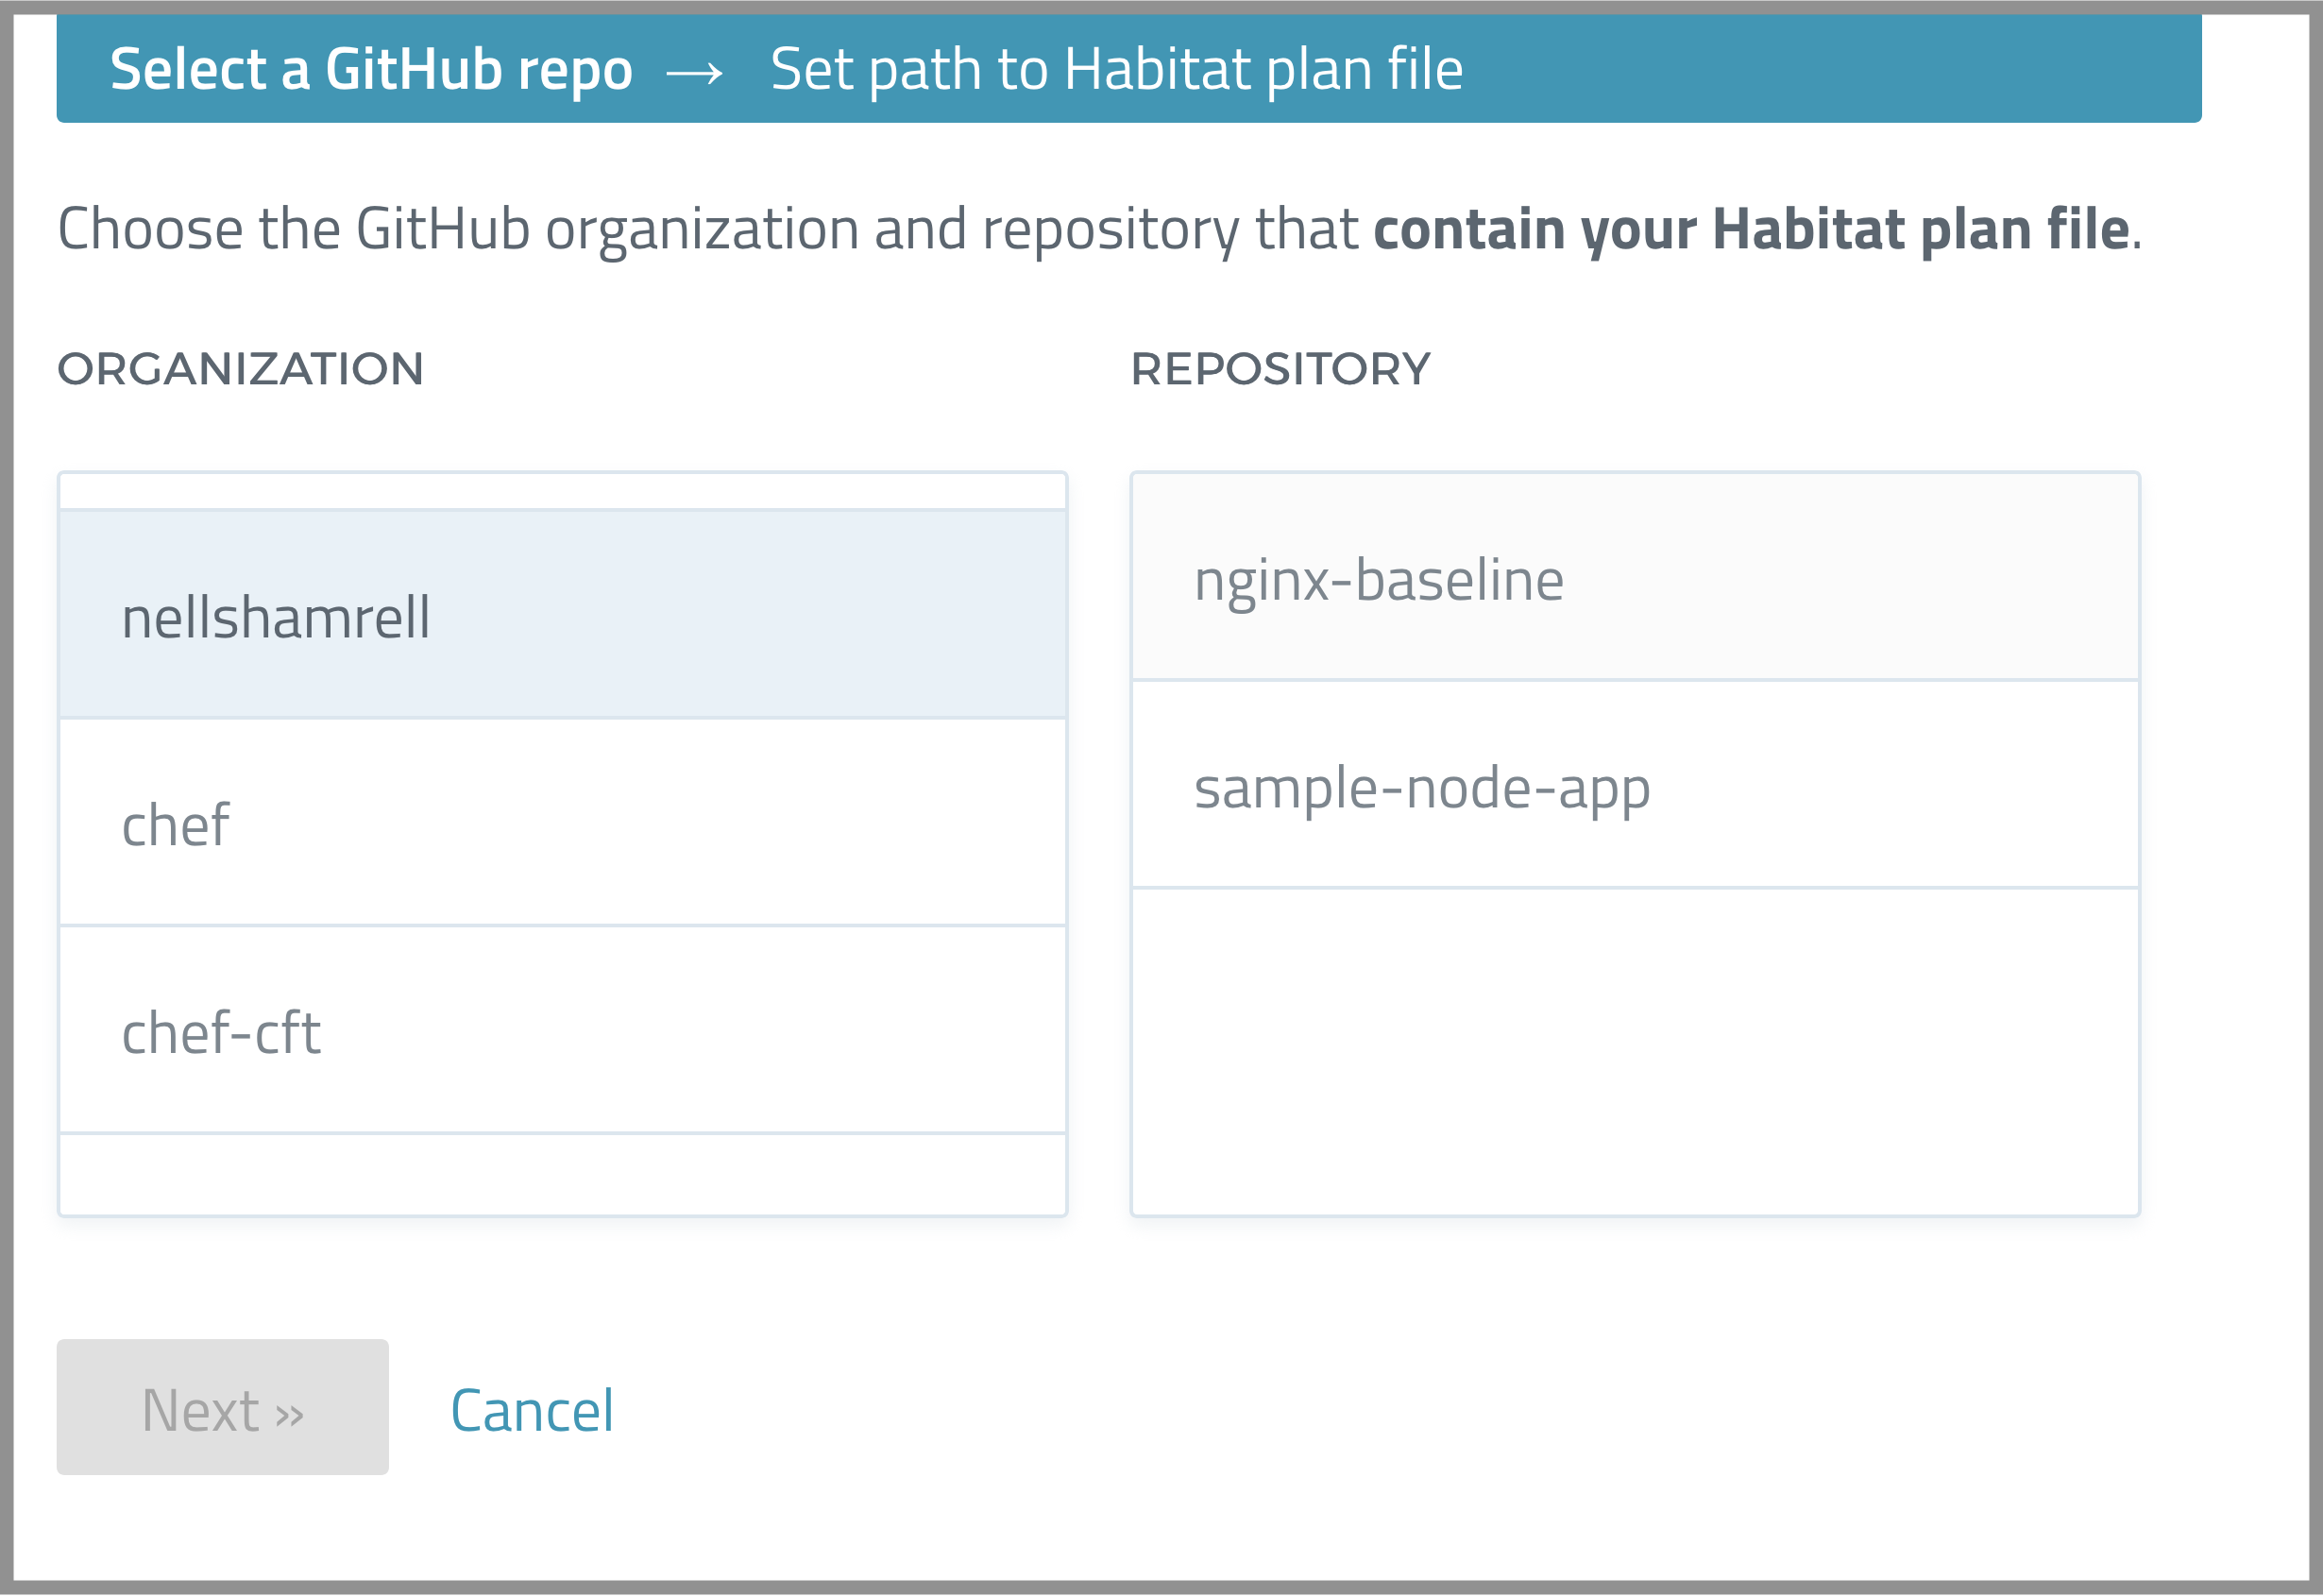 Select a GitHub repo → Set path to Habitat plan file
Choose the GitHub organization and repository that contain your Habitat plan file.
ORGANIZATION
nellshamrell
chef
chef-cft
REPOSITORY
nginx-baseline
sample-node-app
Next »
Cancel